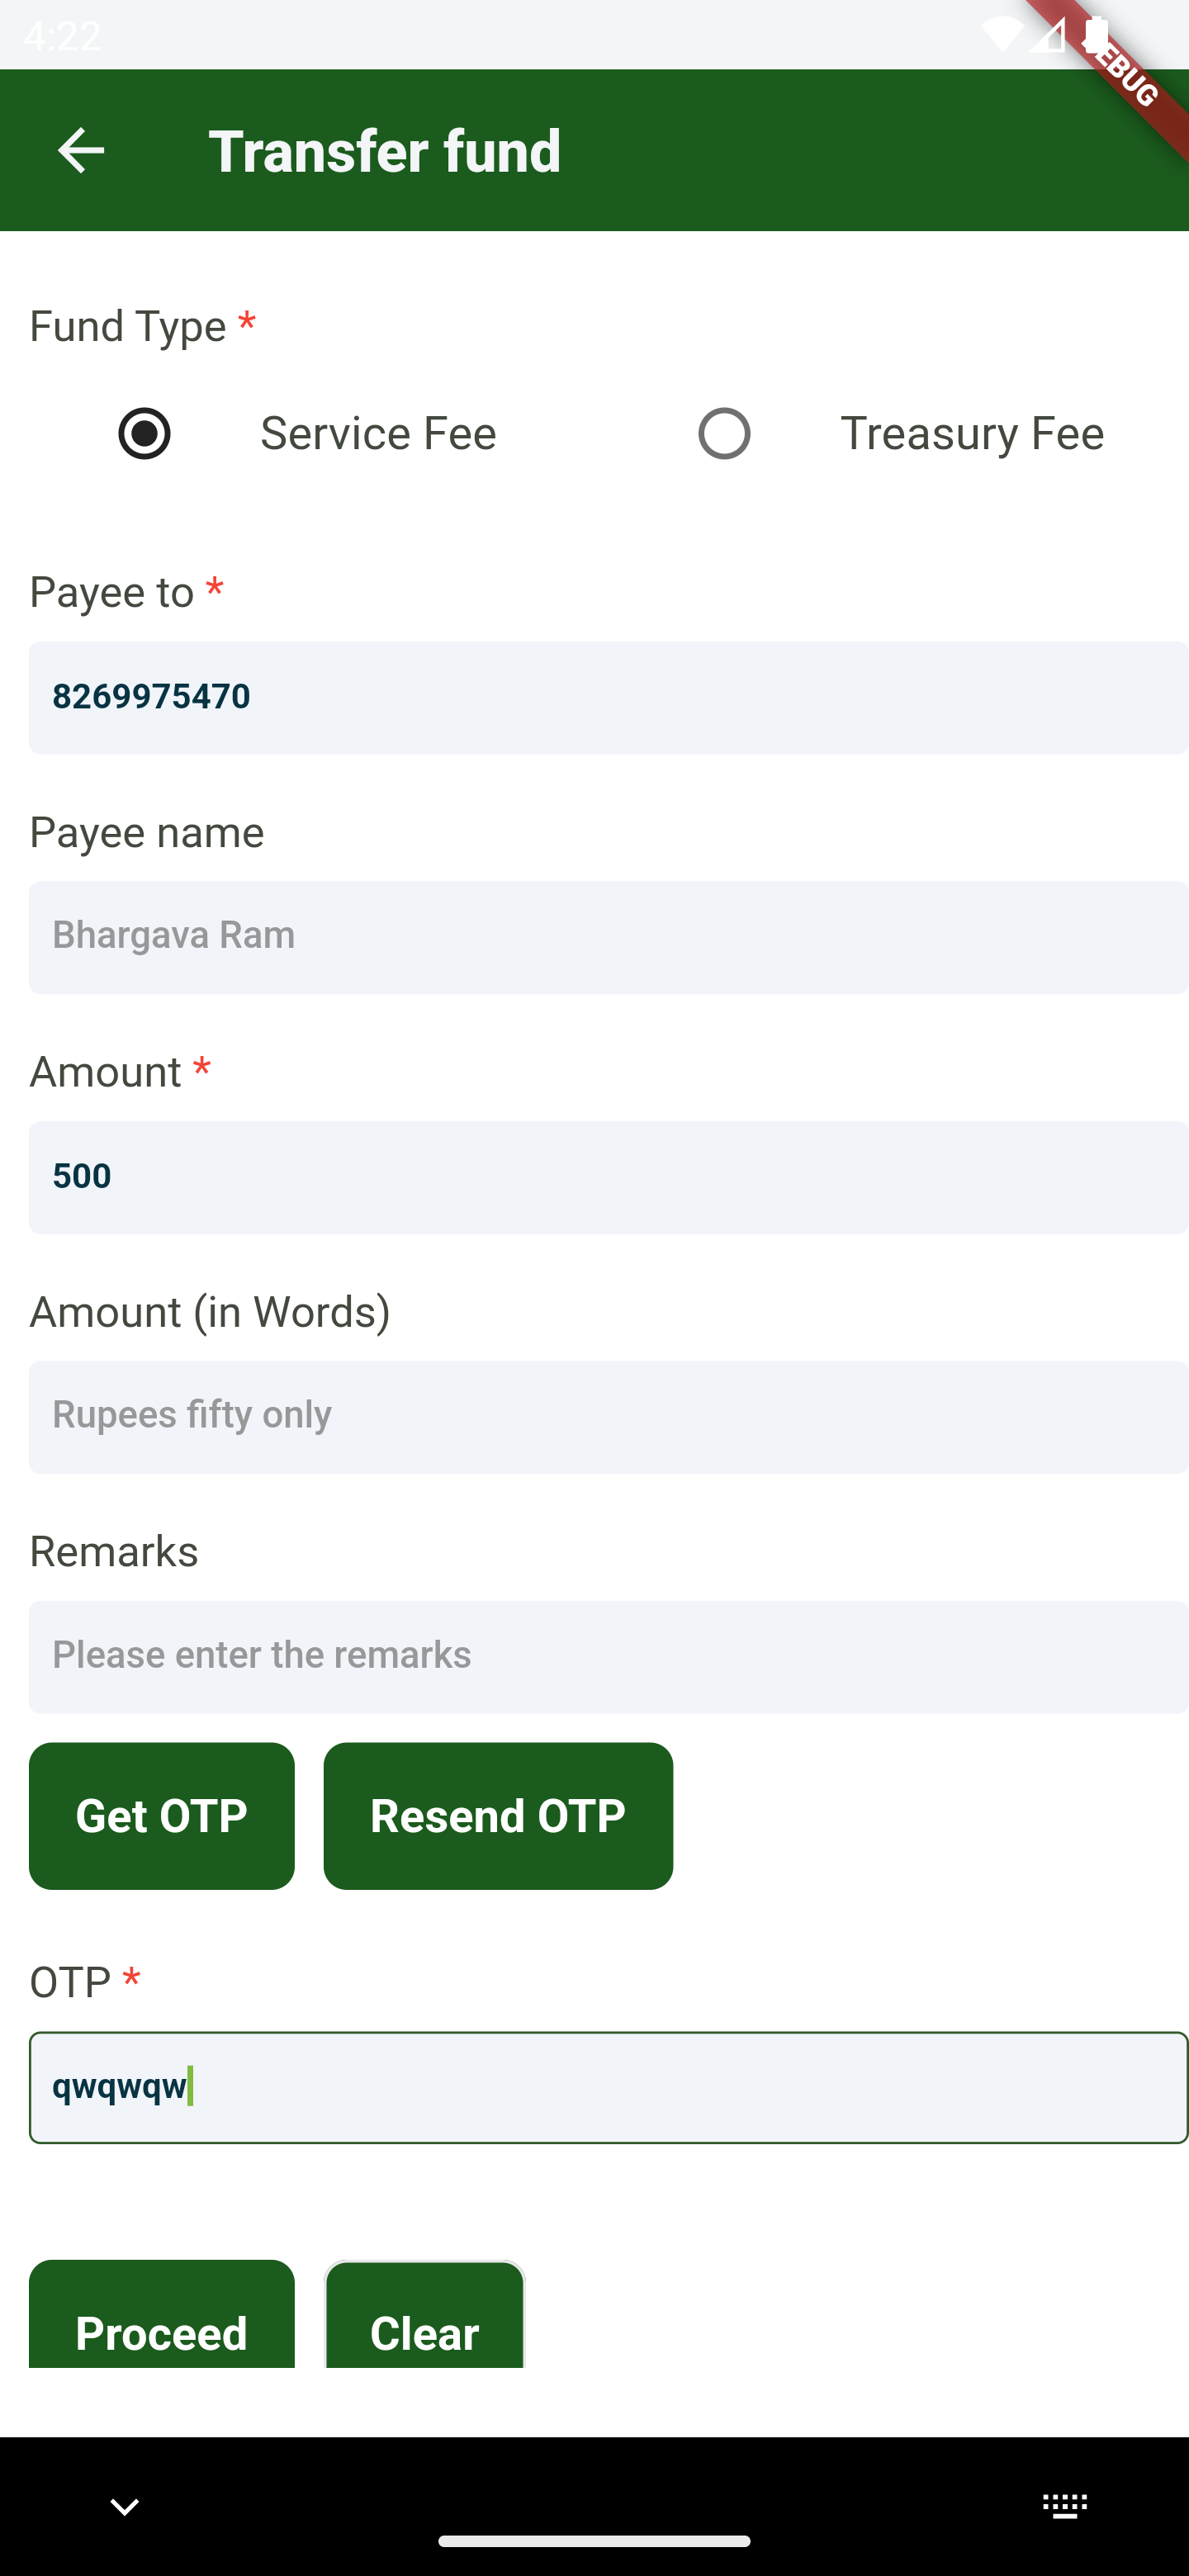 4:22
Transfer fund
Fund Type *
Service Fee Treasury Fee
Payee to *
8269975470
Payee name
Bhargava Ram
Amount *
500
Amount (in Words)
Rupees fifty only
Remarks
Please enter the remarks
Get OTP Resend OTP
OTP *
qwqwqw
Proceed Clear